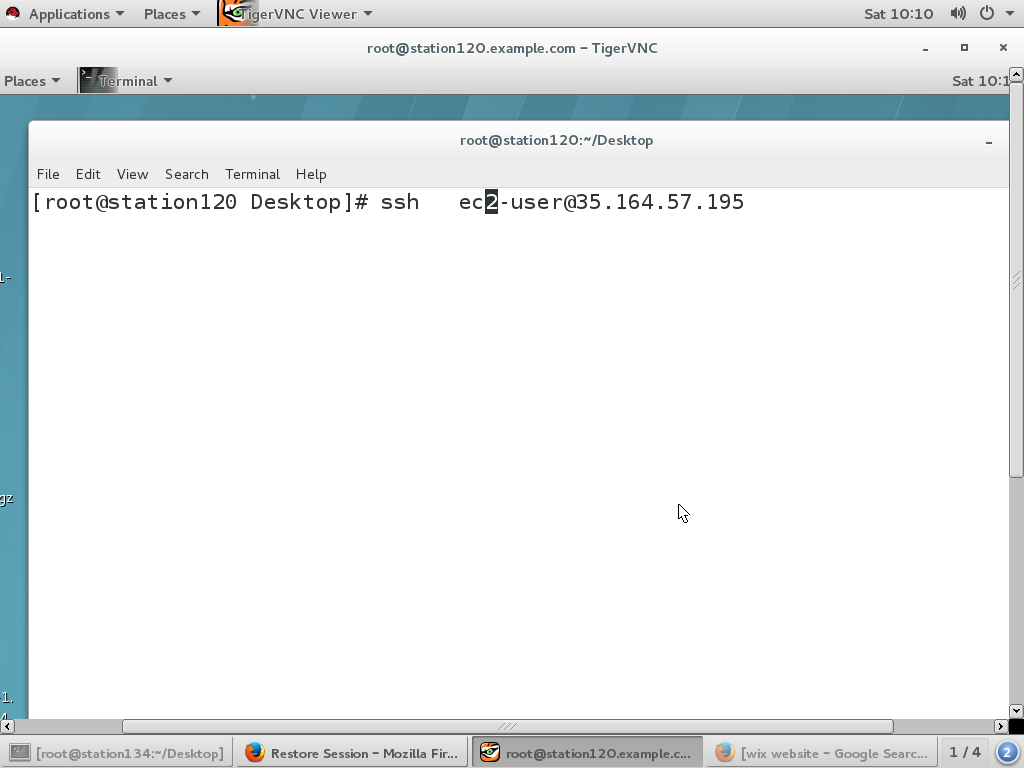 Applications Places TigerVNC Viewer Sat 10:10
root@station120.example.com - TigerVNC
Places Terminal Sat 10:1
root@station120:~/Desktop
File Edit View Search Terminal Help
[root@station120 Desktop]# ssh ec2-user@35.164.57.195
1-
gz
-1.
[root@station134:~/Desktop] Restore Session - Mozilla Fir... root@station120.example.c... [wix website - Google Searc... 1 / 4 2